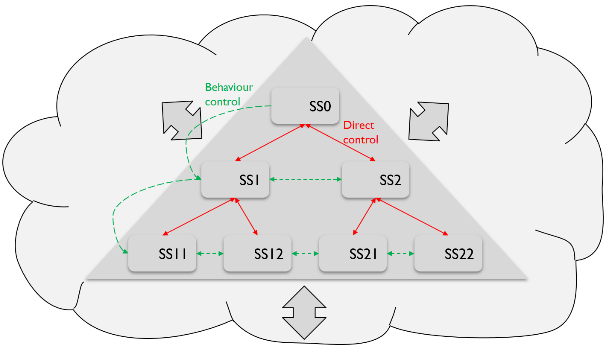 Behaviour
control
SS0
Direct
control
SS1
SS2
SS11
SS12
SS21
SS22